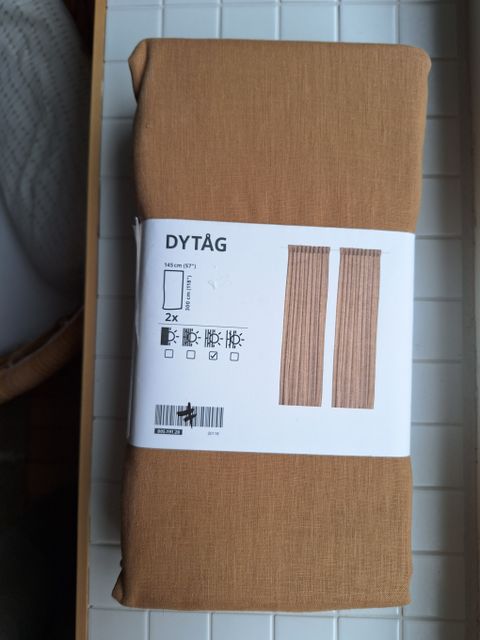 DYTÅG
145 cm (57")
300 cm (118")
2x